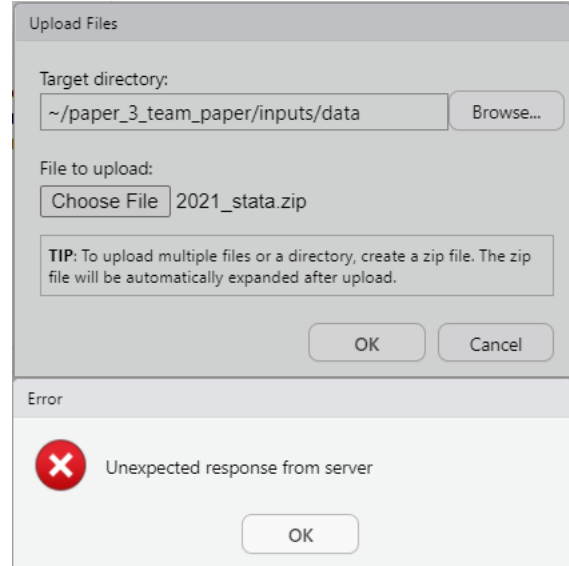 Upload Files
Target directory:
~/paper_3_team_paper/inputs/data
Browse...
File to upload:
Choose File 2021_stata.zip
TIP: To upload multiple files or a directory, create a zip file. The zip
file will be automatically expanded after upload.
OK Cancel
Error
Unexpected response from server
OK